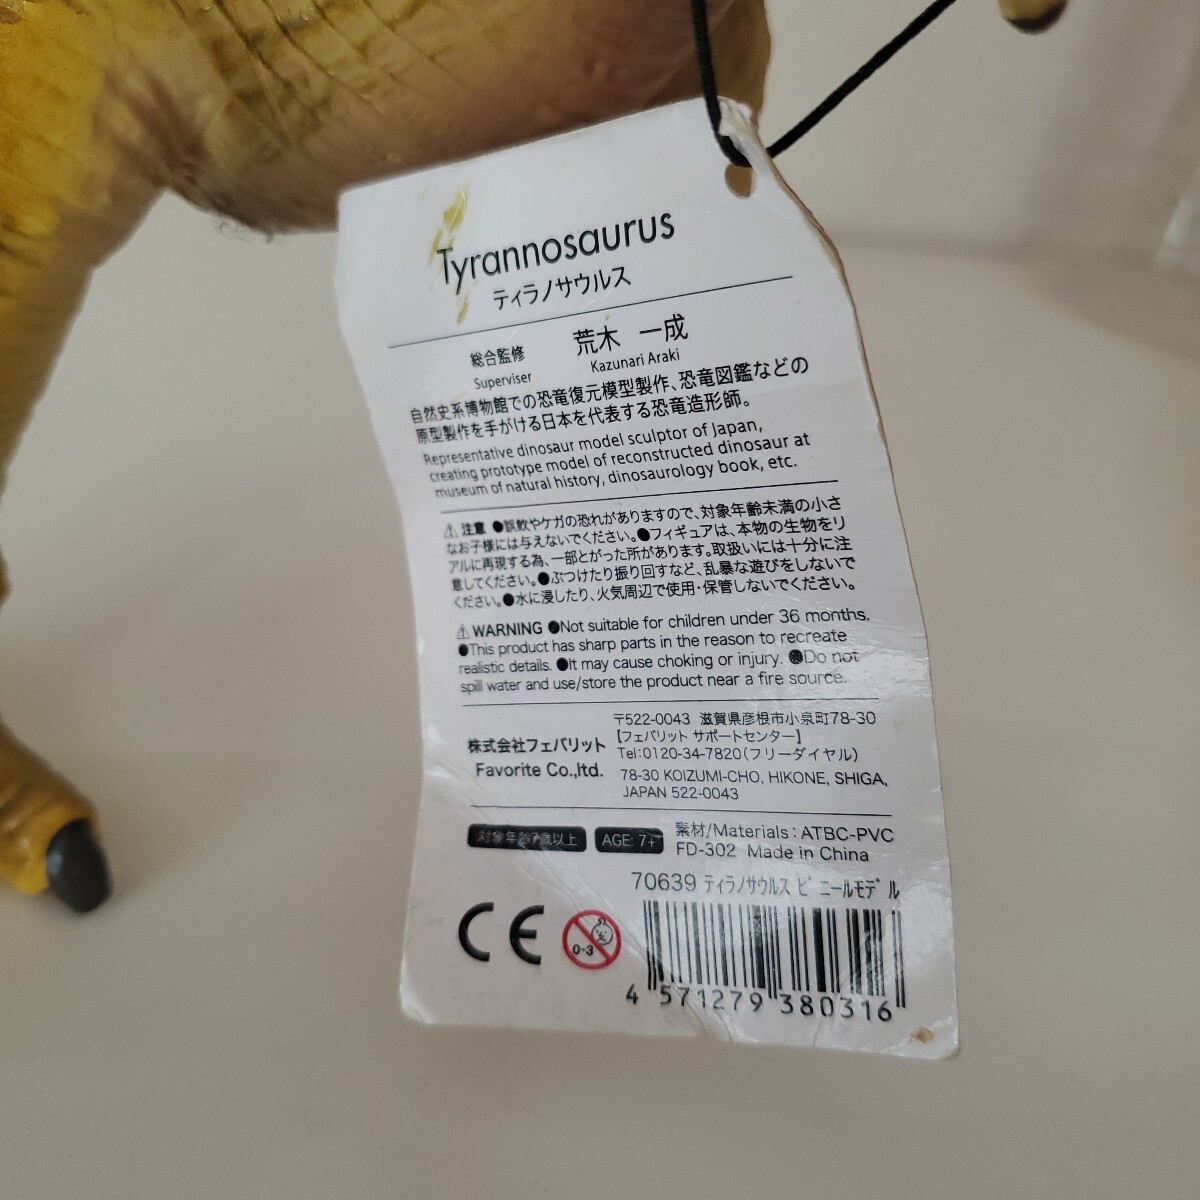 Tyrannosaurus
ティラノサウルス
総合監修 荒木 一成
Superviser Kazunari Araki
自然史系博物館での恐竜復元模型製作、恐竜図鑑などの
原型製作を手がける日本を代表する恐竜造形師。
Representative dinosaur model sculptor of Japan,
creating prototype model of reconstructed dinosaur at
museum of natural history, dinosaurology book, etc.
⚠注意 ●誤飲やケガの恐れがありますので、対象年齢未満の小さ
なお子様には与えないでください。●フィギュアは、本物の生物をリ
アルに再現する為、一部とがった所があります。取扱いには十分に注
意してください。●ぶつけたり振り回すなど、乱暴な遊びをしないで
ください。●水に浸したり、火気周辺で使用・保管しないでください。
⚠WARNING ●Not suitable for children under 36 months.
●This product has sharp parts in the reason to recreate
realistic details. ●It may cause choking or injury. ●Do not
spill water and use/store the product near a fire source.
株式会社フェバリット
Favorite Co.,ltd.
〒522-0043 滋賀県彦根市小泉町78-30
【フェバリット サポートセンター】
Tel:0120-34-7820(フリーダイヤル)
78-30 KOIZUMI-CHO, HIKONE, SHIGA,
JAPAN 522-0043
対象年齢7歳以上 AGE: 7+
素材/Materials:ATBC-PVC
FD-302 Made in China
70639 ティラノサウルス ビニールモデル
CE 0-3
4 571279 380316